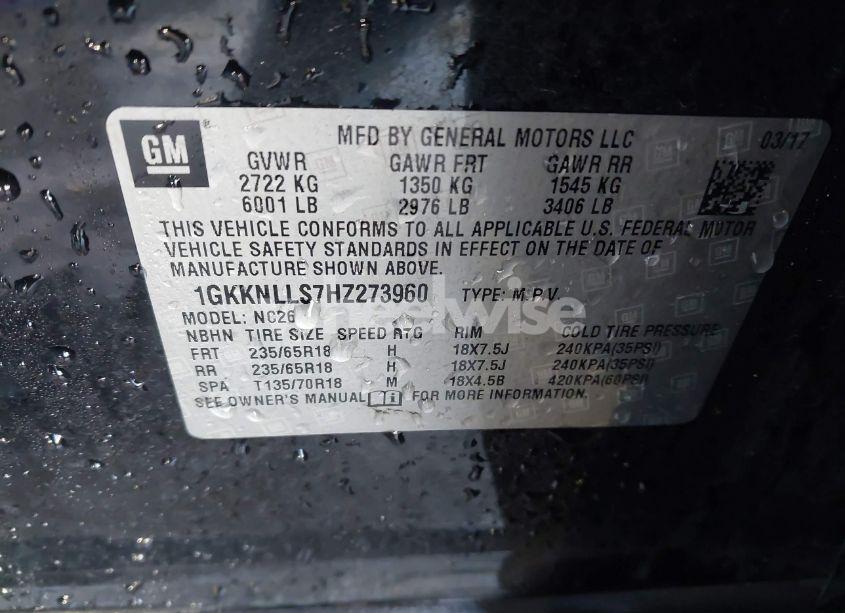 GM
MFD BY GENERAL MOTORS LLC 03/17
GVWR GAWR FRT GAWR RR
2722 KG 1350 KG 1545 KG
6001 LB 2976 LB 3406 LB
THIS VEHICLE CONFORMS TO ALL APPLICABLE U.S. FEDERAL MOTOR
VEHICLE SAFETY STANDARDS IN EFFECT ON THE DATE OF
MANUFACTURE SHOWN ABOVE.
1GKKNLLS7HZ273960 TYPE: M.P.V.
MODEL: NC26
NBHN TIRE SIZE SPEED RTG RIM COLD TIRE PRESSURE
FRT 235/65R18 H 18X7.5J 240KPA(35PSI)
RR 235/65R18 H 18X7.5J 240KPA(35PSI)
SPA T135/70R18 M 18X4.5B 420KPA(60PSI)
SEE OWNER'S MANUAL FOR MORE INFORMATION.